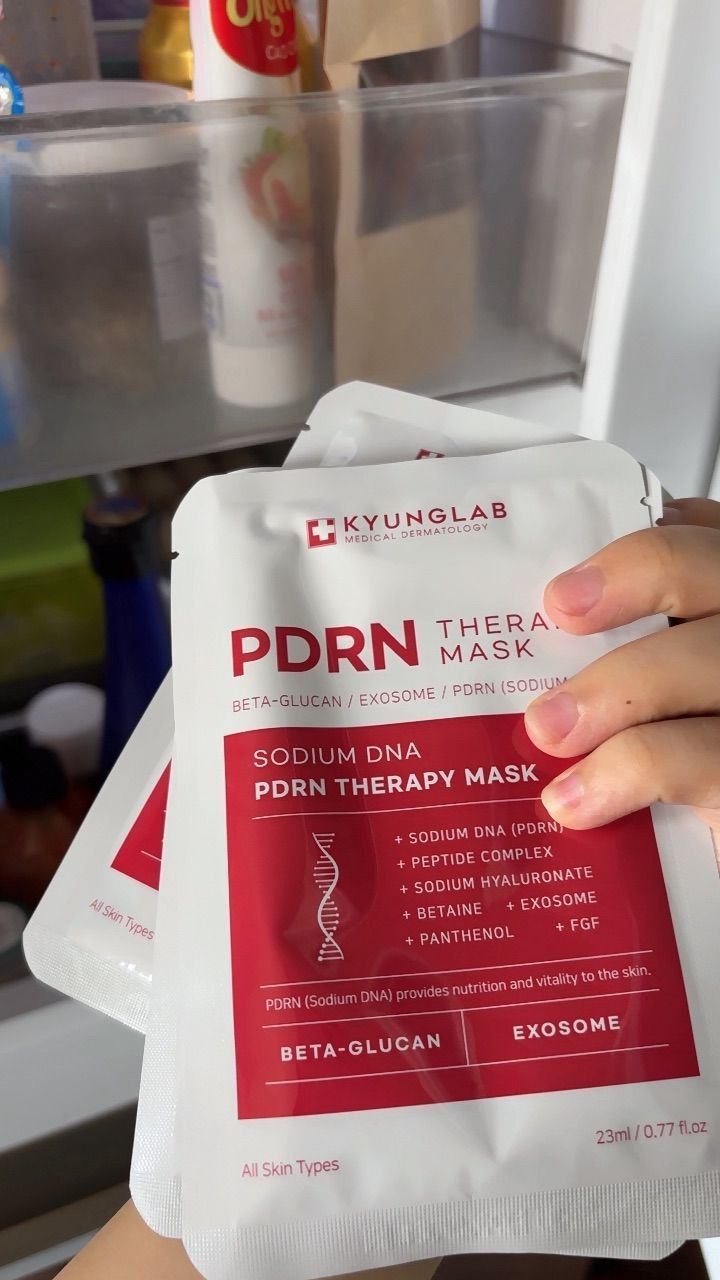 KYUNGLAB
MEDICAL DERMATOLOGY
PDRN THERA
MASK
BETA-GLUCAN / EXOSOME / PDRN (SODIUM
SODIUM DNA
PDRN THERAPY MASK
+ SODIUM DNA (PDRN)
+ PEPTIDE COMPLEX
+ SODIUM HYALURONATE
+ BETAINE + EXOSOME
+ PANTHENOL + FGF
PDRN (Sodium DNA) provides nutrition and vitality to the skin.
BETA-GLUCAN EXOSOME
23ml / 0.77 fl.oz
All Skin Types
All Skin Types